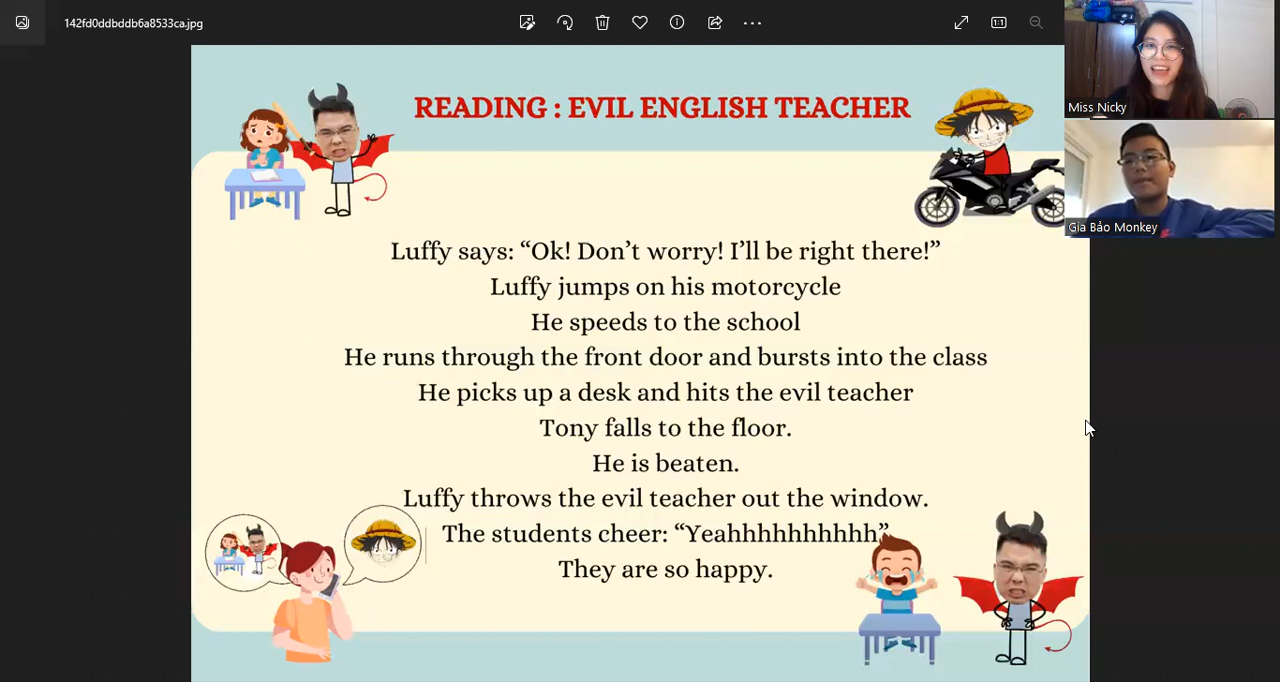 142fd0ddbddb6a8533ca.jpg
READING : EVIL ENGLISH TEACHER
Miss Nicky
Gia Bảo Monkey
Luffy says: “Ok! Don’t worry! I’ll be right there!”
Luffy jumps on his motorcycle
He speeds to the school
He runs through the front door and bursts into the class
He picks up a desk and hits the evil teacher
Tony falls to the floor.
He is beaten.
Luffy throws the evil teacher out the window.
The students cheer: “Yeahhhhhhhhhh”
They are so happy.